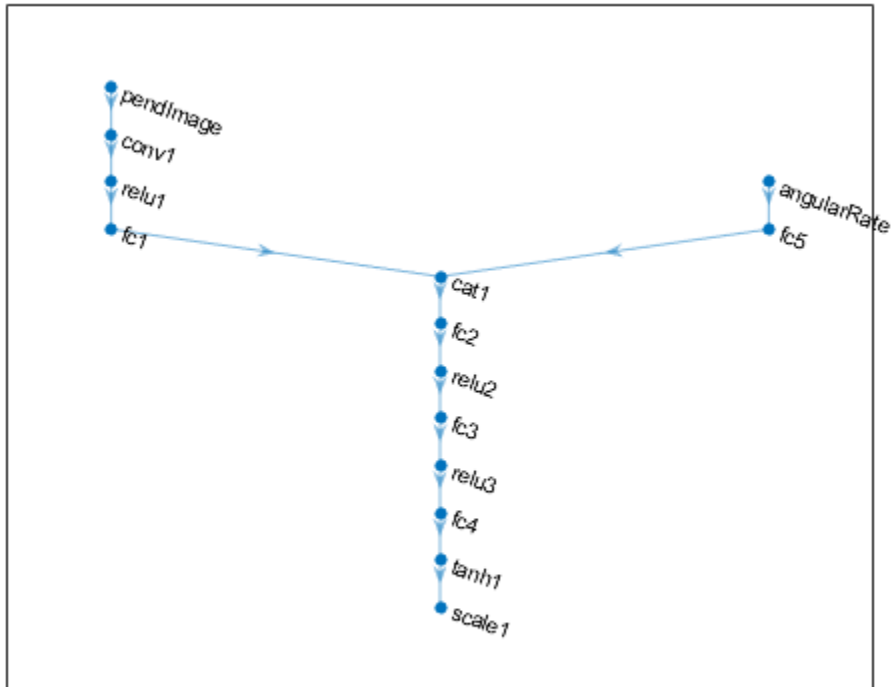 pendImage
conv1
relu1
fc1
angularRate
fc5
cat1
fc2
relu2
fc3
relu3
fc4
tanh1
scale1